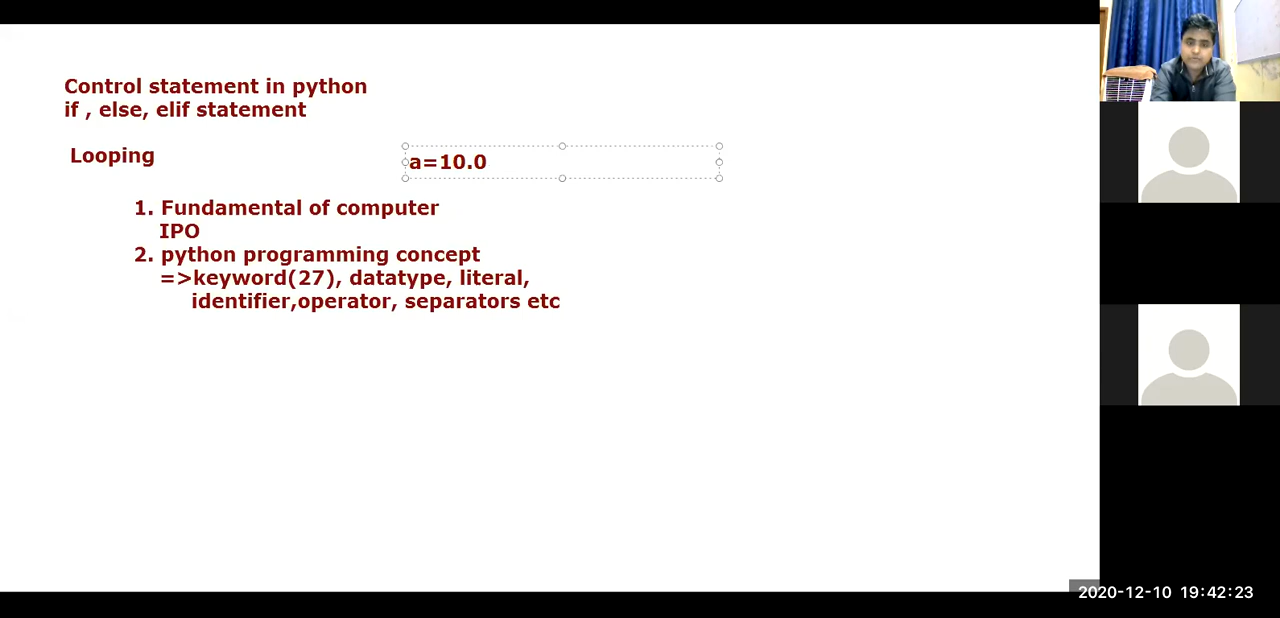 Control statement in python
if , else, elif statement
Looping
a=10.0
1. Fundamental of computer
IPO
2. python programming concept
=>keyword(27), datatype, literal,
identifier,operator, separators etc
2020-12-10 19:42:23